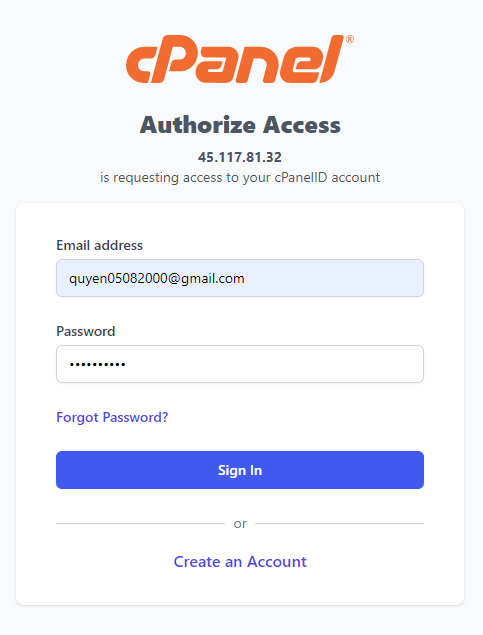 cPanel®
Authorize Access
45.117.81.32
is requesting access to your cPanelID account
Email address
quyen05082000@gmail.com
Password
••••••••••
Forgot Password?
Sign In
or
Create an Account